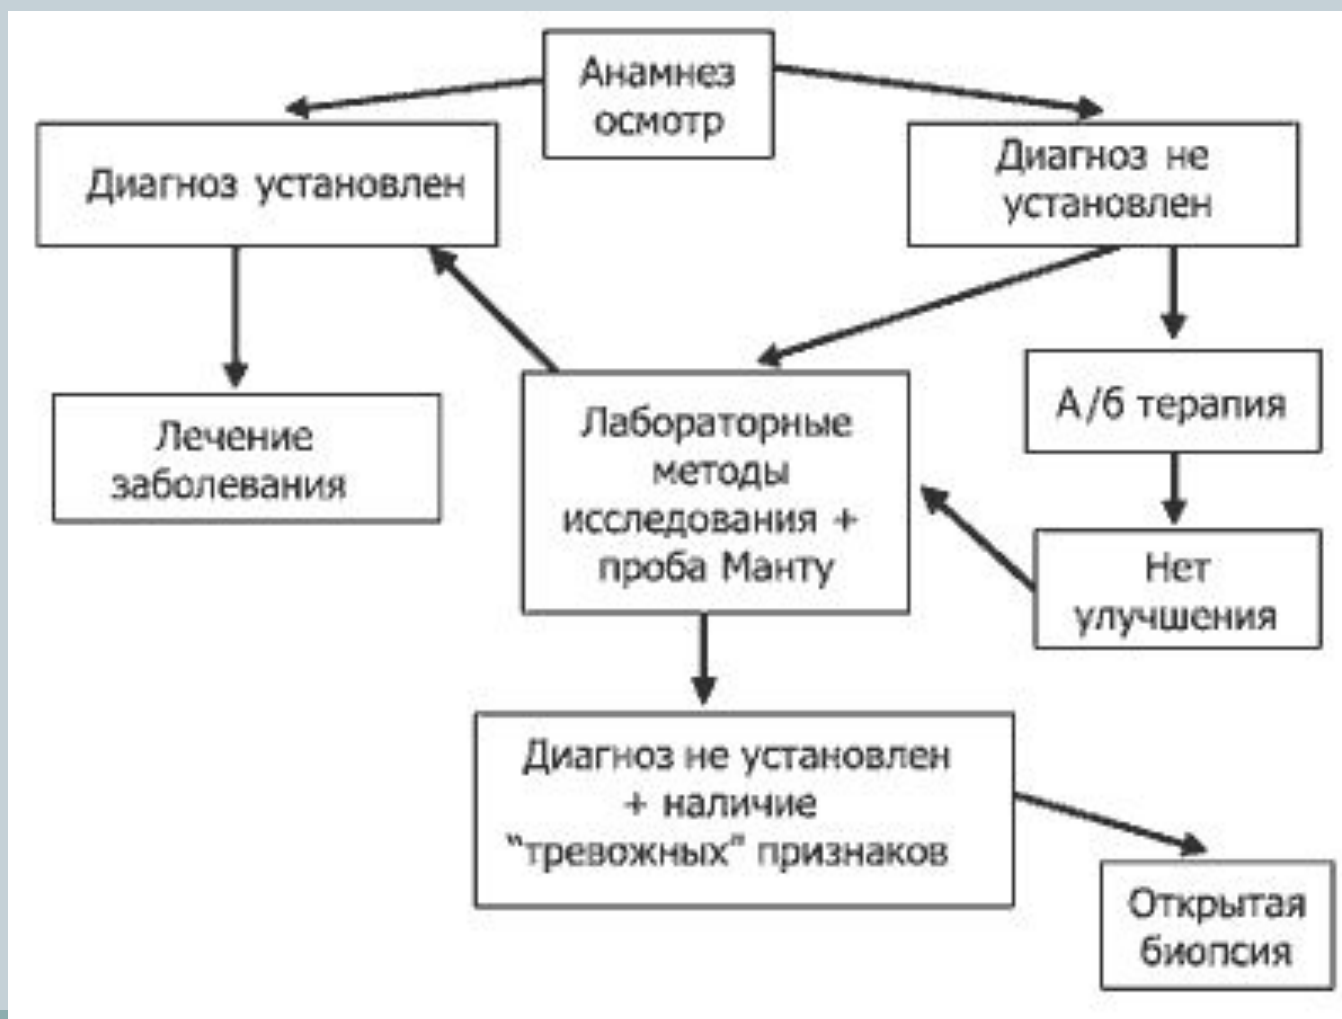 Анамнез
осмотр
Диагноз установлен
Диагноз не
установлен
Лечение
заболевания
Лабораторные
методы
исследования +
проба Манту
А/б терапия
Нет
улучшения
Диагноз не установлен
+ наличие
“тревожных" признаков
Открытая
биопсия